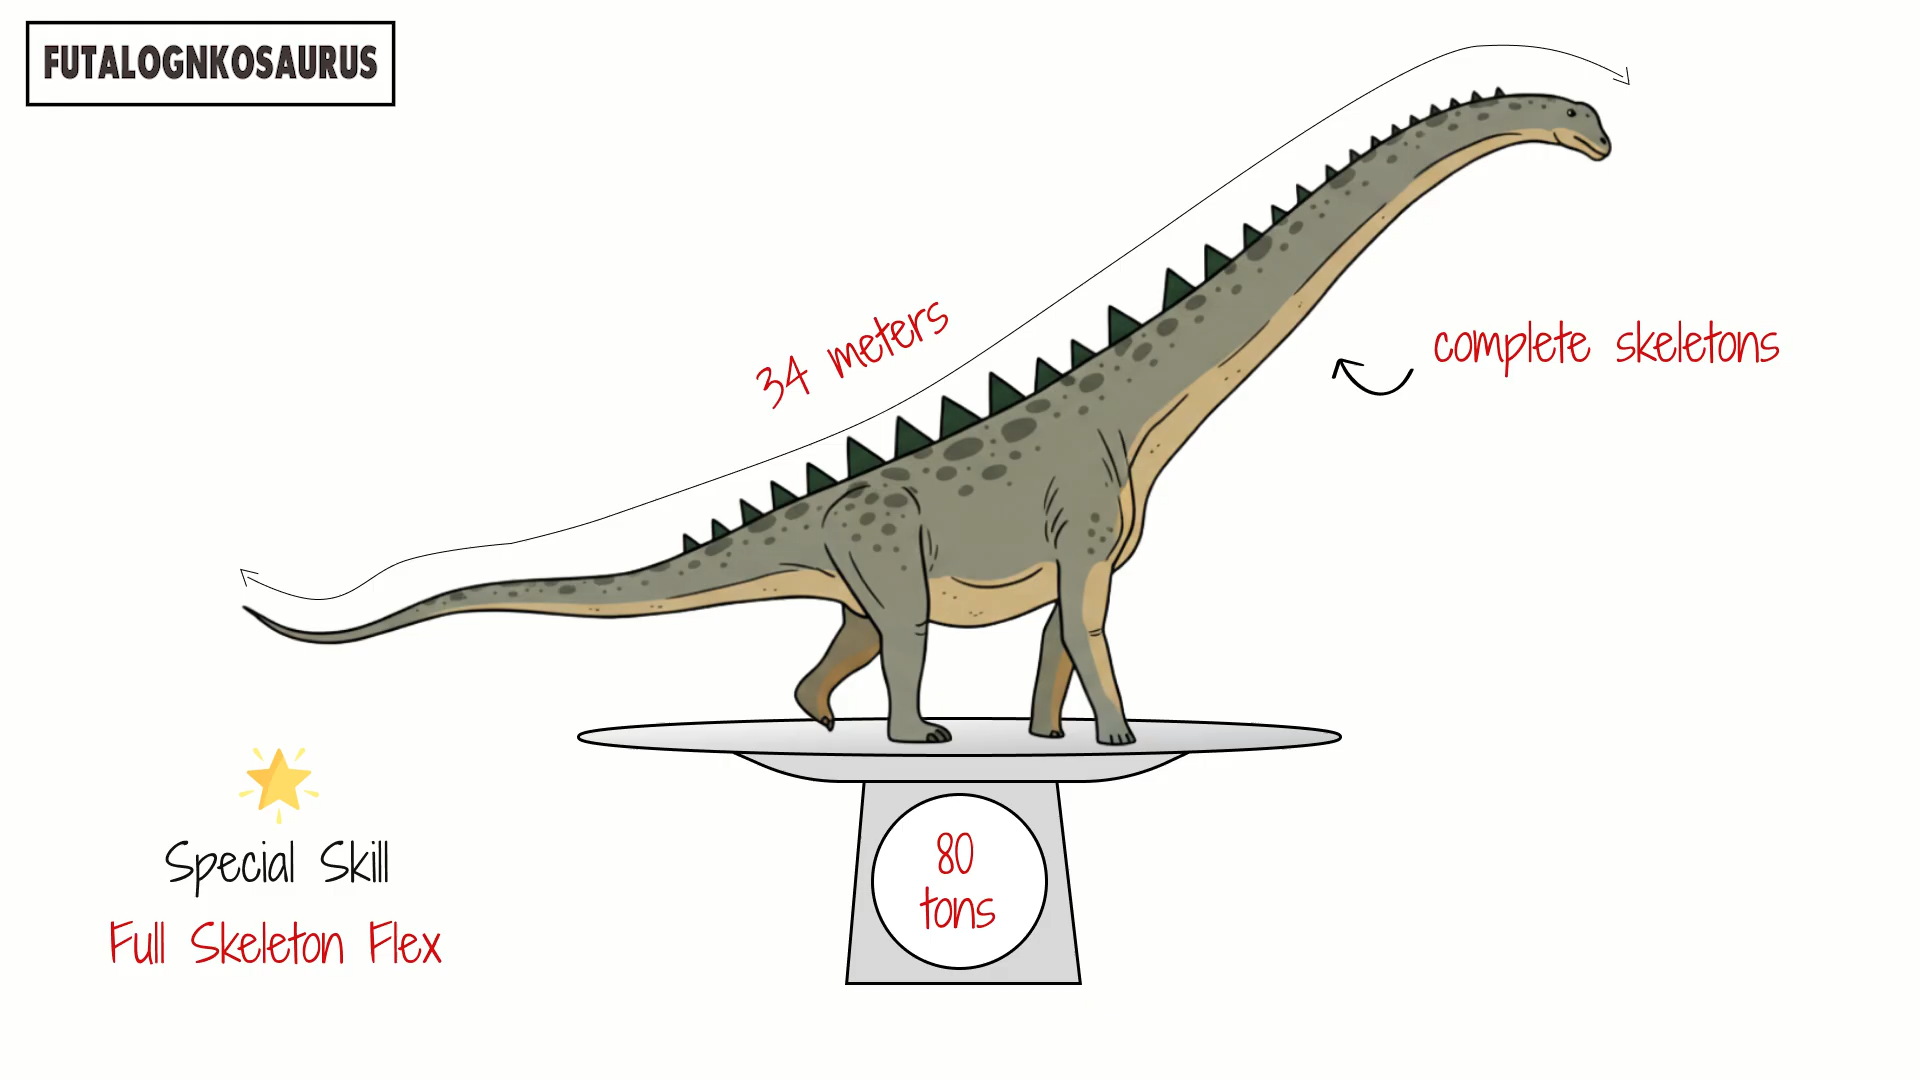 FUTALOGNKOSAURUS
34 meters
complete skeletons
Special Skill
Full Skeleton Flex
80
tons